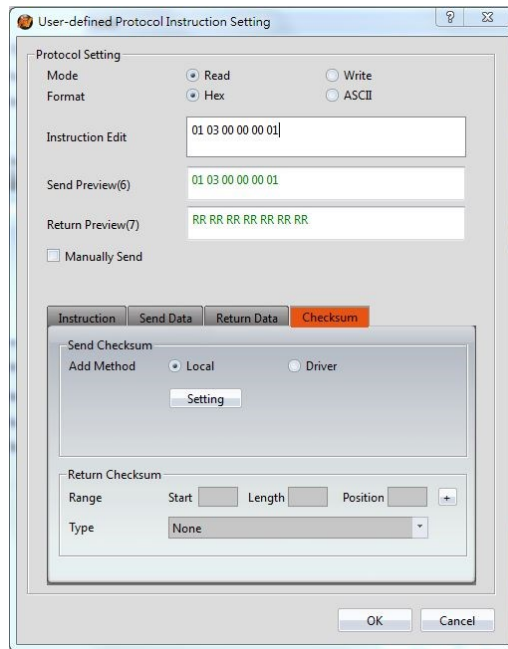 User-defined Protocol Instruction Setting
Protocol Setting
Mode Read Write
Format Hex ASCII
Instruction Edit 01 03 00 00 00 01
Send Preview(6) 01 03 00 00 00 01
Return Preview(7) RR RR RR RR RR RR RR
Manually Send
Instruction Send Data Return Data Checksum
Send Checksum
Add Method Local Driver
Setting
Return Checksum
Range Start Length Position +
Type None
OK Cancel